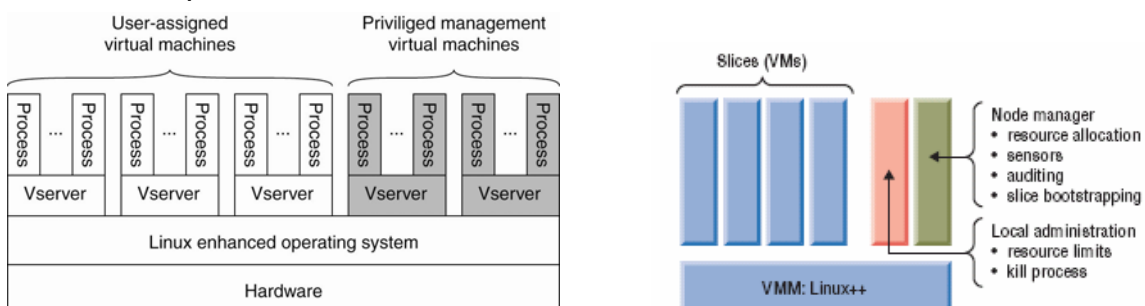 User-assigned
virtual machines
Priviliged management
virtual machines
Process
...
Process
Process
...
Process
Process
...
Process
Process
...
Process
Process
...
Process
Vserver
Vserver
Vserver
Vserver
Vserver
Linux enhanced operating system
Hardware
Slices (VMs)
Node manager
• resource allocation
• sensors
• auditing
• slice bootstrapping
Local administration
• resource limits
• kill process
VMM: Linux++